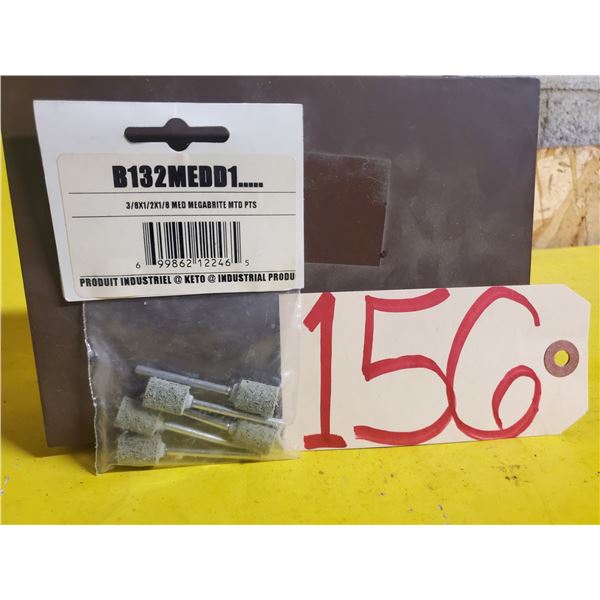 B132MEDD1.....
3/8X1/2X1/8 MED MEGABRITE MTD PTS
6 99862 12246 5
PRODUIT INDUSTRIEL @ KETO @ INDUSTRIAL PRODU
156